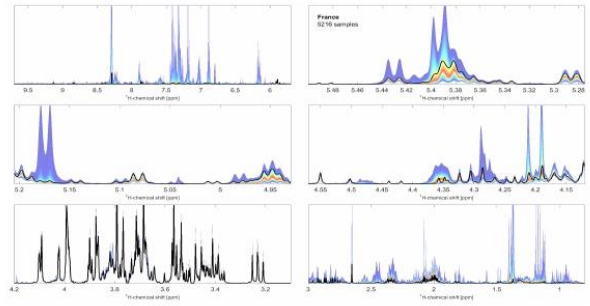 France
5216 samples
9.5 9 8.5 8 7.5 7 6.5 6
¹H-chemical shift [ppm]
5.46 5.48 5.44 5.42 5.4 5.38 5.36 5.34 5.32 5.3 5.28
¹H-chemical shift [ppm]
5.2 5.15 5.1 5.05 5 4.95
¹H-chemical shift [ppm]
4.55 4.5 4.45 4.4 4.35 4.3 4.25 4.2 4.15
¹H-chemical shift [ppm]
4.2 4 3.8 3.6 3.4 3.2
¹H-chemical shift [ppm]
3 2.5 2 1.5 1
¹H-chemical shift [ppm]